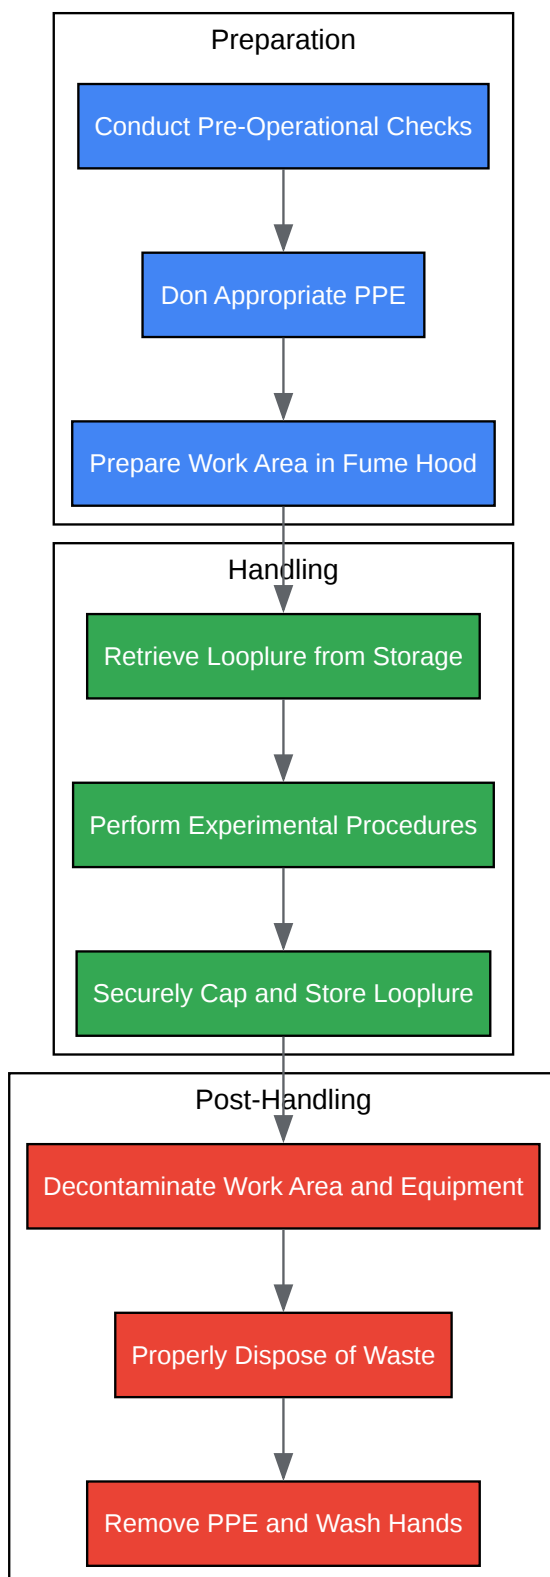 Preparation
Conduct Pre-Operational Checks
Don Appropriate PPE
Prepare Work Area in Fume Hood
Handling
Retrieve Looplure from Storage
Perform Experimental Procedures
Securely Cap and Store Looplure
Post-Handling
Decontaminate Work Area and Equipment
Properly Dispose of Waste
Remove PPE and Wash Hands